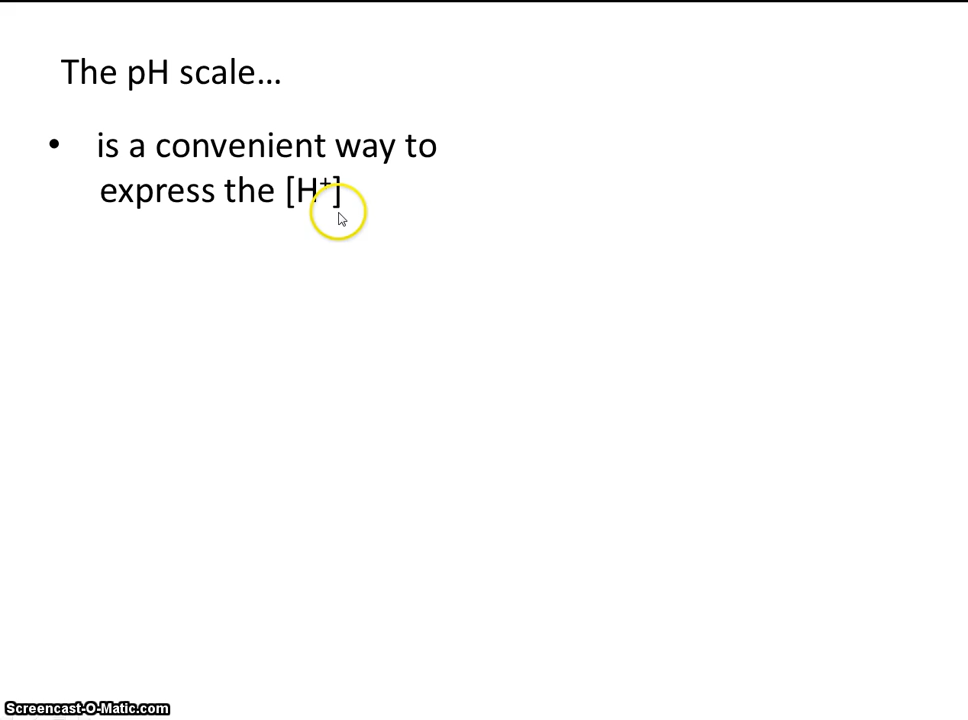 The pH scale...
• is a convenient way to
express the [H⁺]
Screencast-O-Matic.com